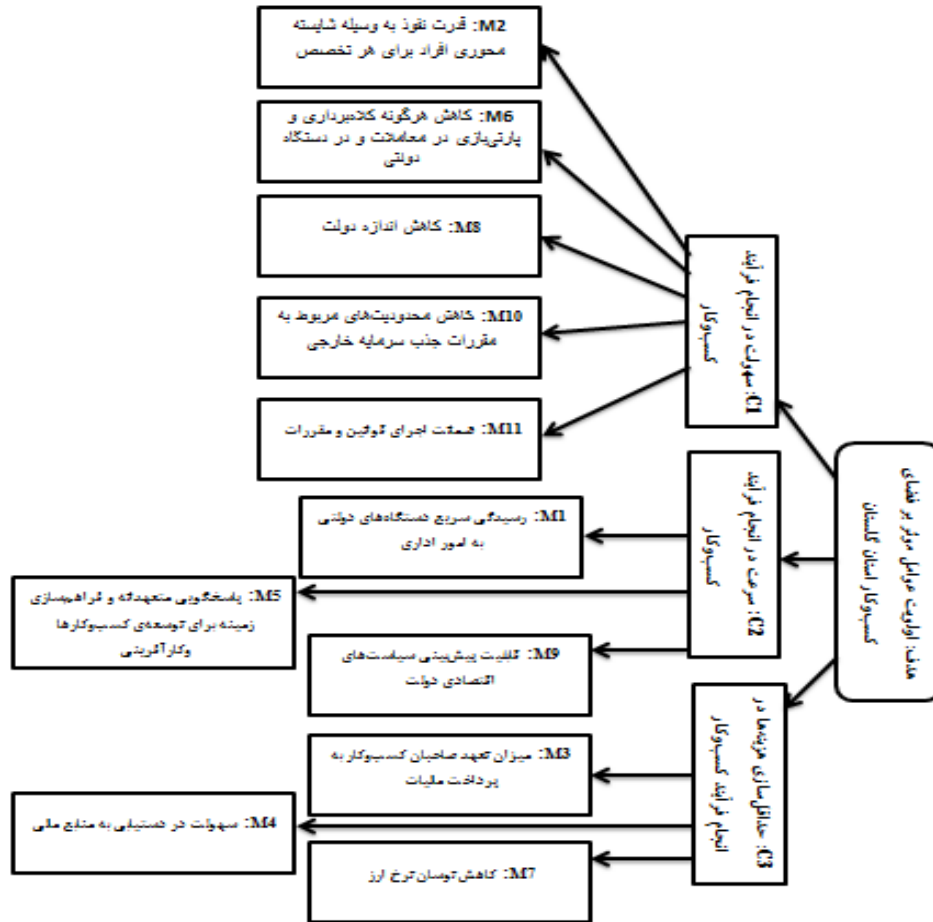 هدف: اولویت عوامل موثر بر فضای
کسب‌وکار استان گلستان
C1: سهولت در انجام فرآیند
کسب‌وکار
M2: قدرت نفوذ به وسیله شایسته
محوری افراد برای هر تخصص
M6: کاهش هرگونه کلاه‌برداری و
پارتی‌بازی در معاملات و در دستگاه
دولتی
M8: کاهش اندازه دولت
M10: کاهش محدودیت‌های مربوط به
مقررات جذب سرمایه خارجی
M11: ضمانت اجرای قوانین و مقررات
C2: سرعت در انجام فرآیند
کسب‌وکار
M1: رسیدگی سریع دستگاه‌های دولتی
به امور اداری
M5: پاسخگویی متعهدانه و فراهم‌سازی
زمینه برای توسعه‌ی کسب‌وکارها
وکارآفرینی
M9: قابلیت پیش‌بینی سیاست‌های
اقتصادی دولت
C3: حداقل‌سازی هزینه‌ها در
انجام فرآیند کسب‌وکار
M3: میزان تعهد صاحبان کسب‌وکار به
پرداخت مالیات
M4: سهولت در دستیابی به منابع مالی
M7: کاهش نوسان نرخ ارز